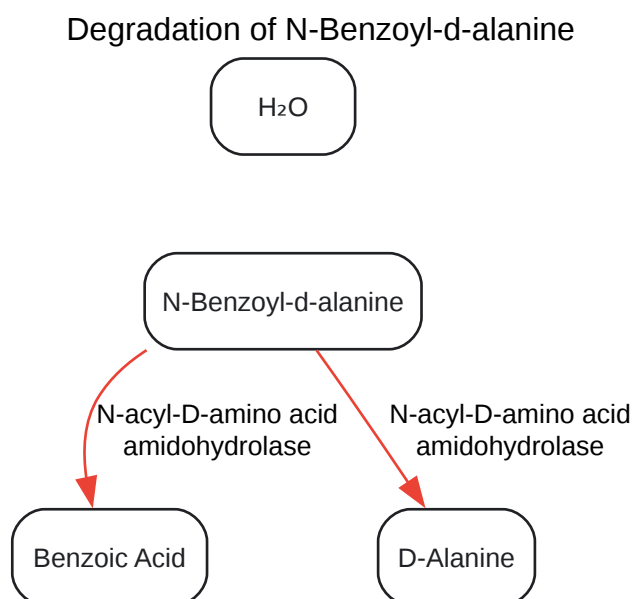 Degradation of N-Benzoyl-d-alanine
H₂O
N-Benzoyl-d-alanine
N-acyl-D-amino acid
amidohydrolase
N-acyl-D-amino acid
amidohydrolase
Benzoic Acid
D-Alanine